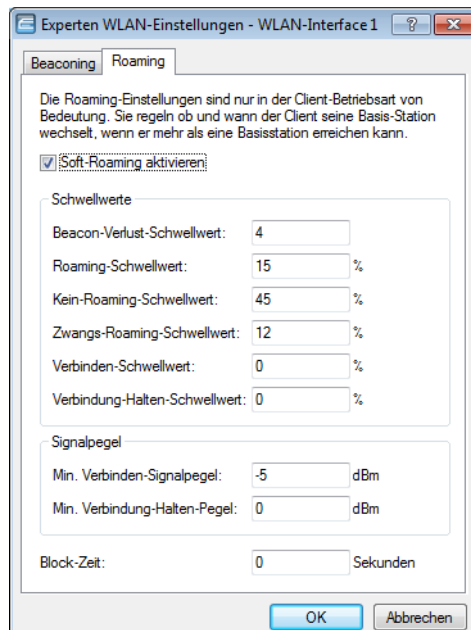 Experten WLAN-Einstellungen - WLAN-Interface 1
Beaconing Roaming
Die Roaming-Einstellungen sind nur in der Client-Betriebsart von
Bedeutung. Sie regeln ob und wann der Client seine Basis-Station
wechselt, wenn er mehr als eine Basisstation erreichen kann.
Soft-Roaming aktivieren
Schwellwerte
Beacon-Verlust-Schwellwert: 4
Roaming-Schwellwert: 15 %
Kein-Roaming-Schwellwert: 45 %
Zwangs-Roaming-Schwellwert: 12 %
Verbinden-Schwellwert: 0 %
Verbindung-Halten-Schwellwert: 0 %
Signalpegel
Min. Verbinden-Signalpegel: -5 dBm
Min. Verbindung-Halten-Pegel: 0 dBm
Block-Zeit: 0 Sekunden
OK Abbrechen